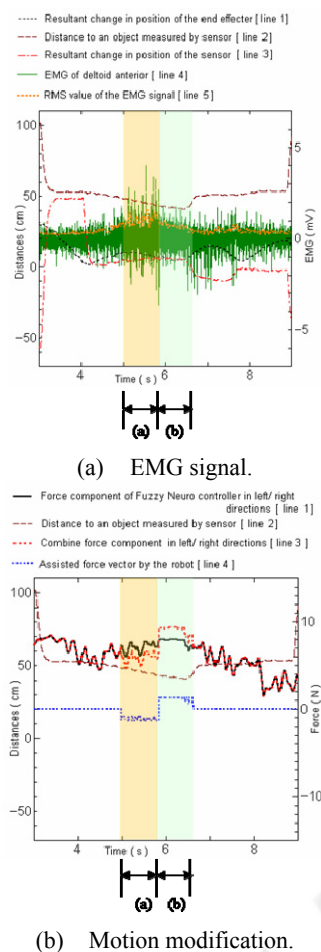 Resultant change in position of the end effecter [ line 1 ]
Distance to an object measured by sensor [ line 2 ]
Resultant change in position of the sensor [ line 3 ]
EMG of deltoid anterior [ line 4 ]
RMS value of the EMG signal [ line 5 ]
100
50
0
−50
Distances ( cm )
5
0
−5
EMG ( mV )
4
6
8
Time ( s )
(a)
(b)
(a) EMG signal.
Force component of Fuzzy Neuro controller in left/ right
directions [ line 1 ]
Distance to an object measured by sensor [ line 2 ]
Combine force component in left/ right directions [ line 3 ]
Assisted force vector by the robot [ line 4 ]
100
50
0
−50
Distances ( cm )
10
0
−10
Force ( N )
4
6
8
Time ( s )
(a)
(b)
(b) Motion modification.